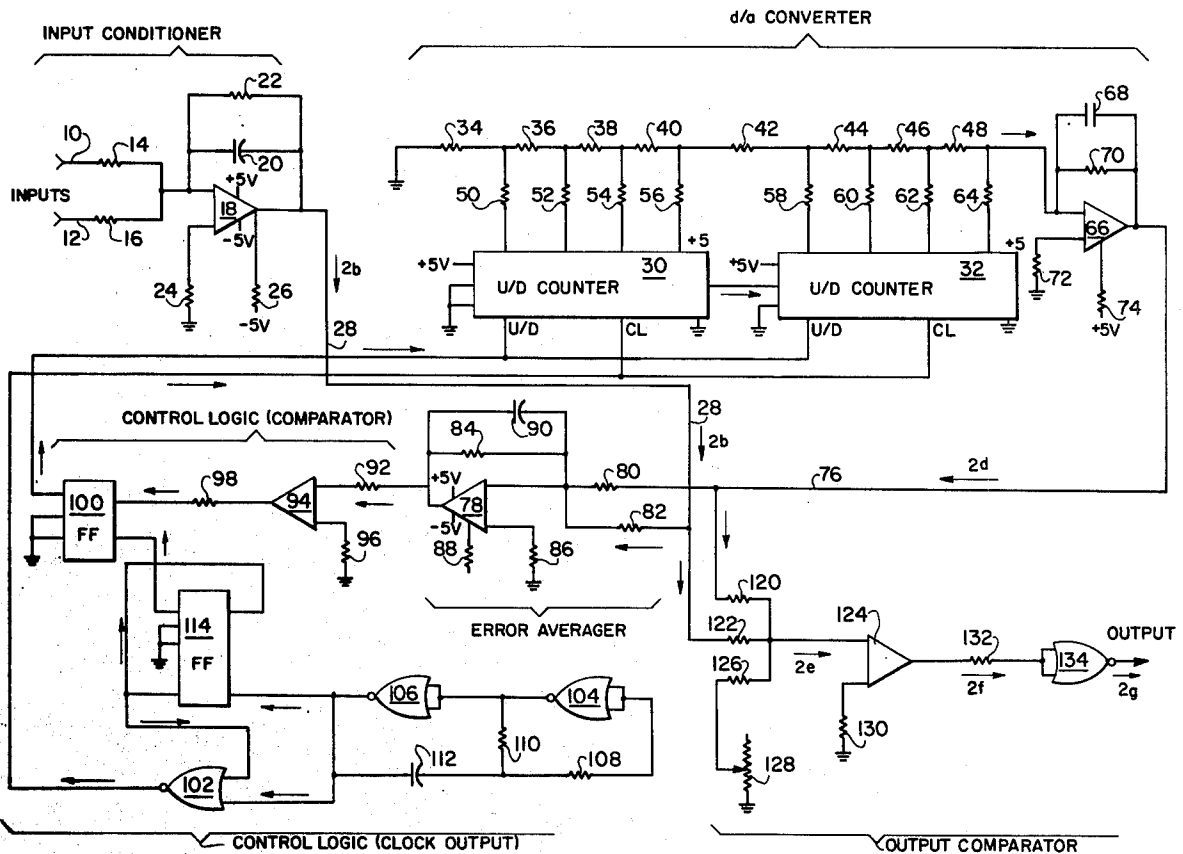 d/a CONVERTER
INPUT CONDITIONER
22
68
10 14
34 36 38 40 42 44 46 48
20
70
INPUTS
+5V
18
-5V
50 52 54 56 58 60 62 64
66
12 16
+5
+5
+5V 30 +5V 32
72
24 26
2b
U/D COUNTER
U/D COUNTER
74
-5V
+5V
U/D CL U/D CL
28
CONTROL LOGIC (COMPARATOR)
90
28
84
2b
2d
92
98
+5V
80
76
100
FF
94
78
-5V
82
96
88 86
120
114
FF
ERROR AVERAGER
122
124
132
OUTPUT
126
2e
134
106
104
2f
2g
110
130
112
108
128
102
CONTROL LOGIC (CLOCK OUTPUT)
OUTPUT COMPARATOR